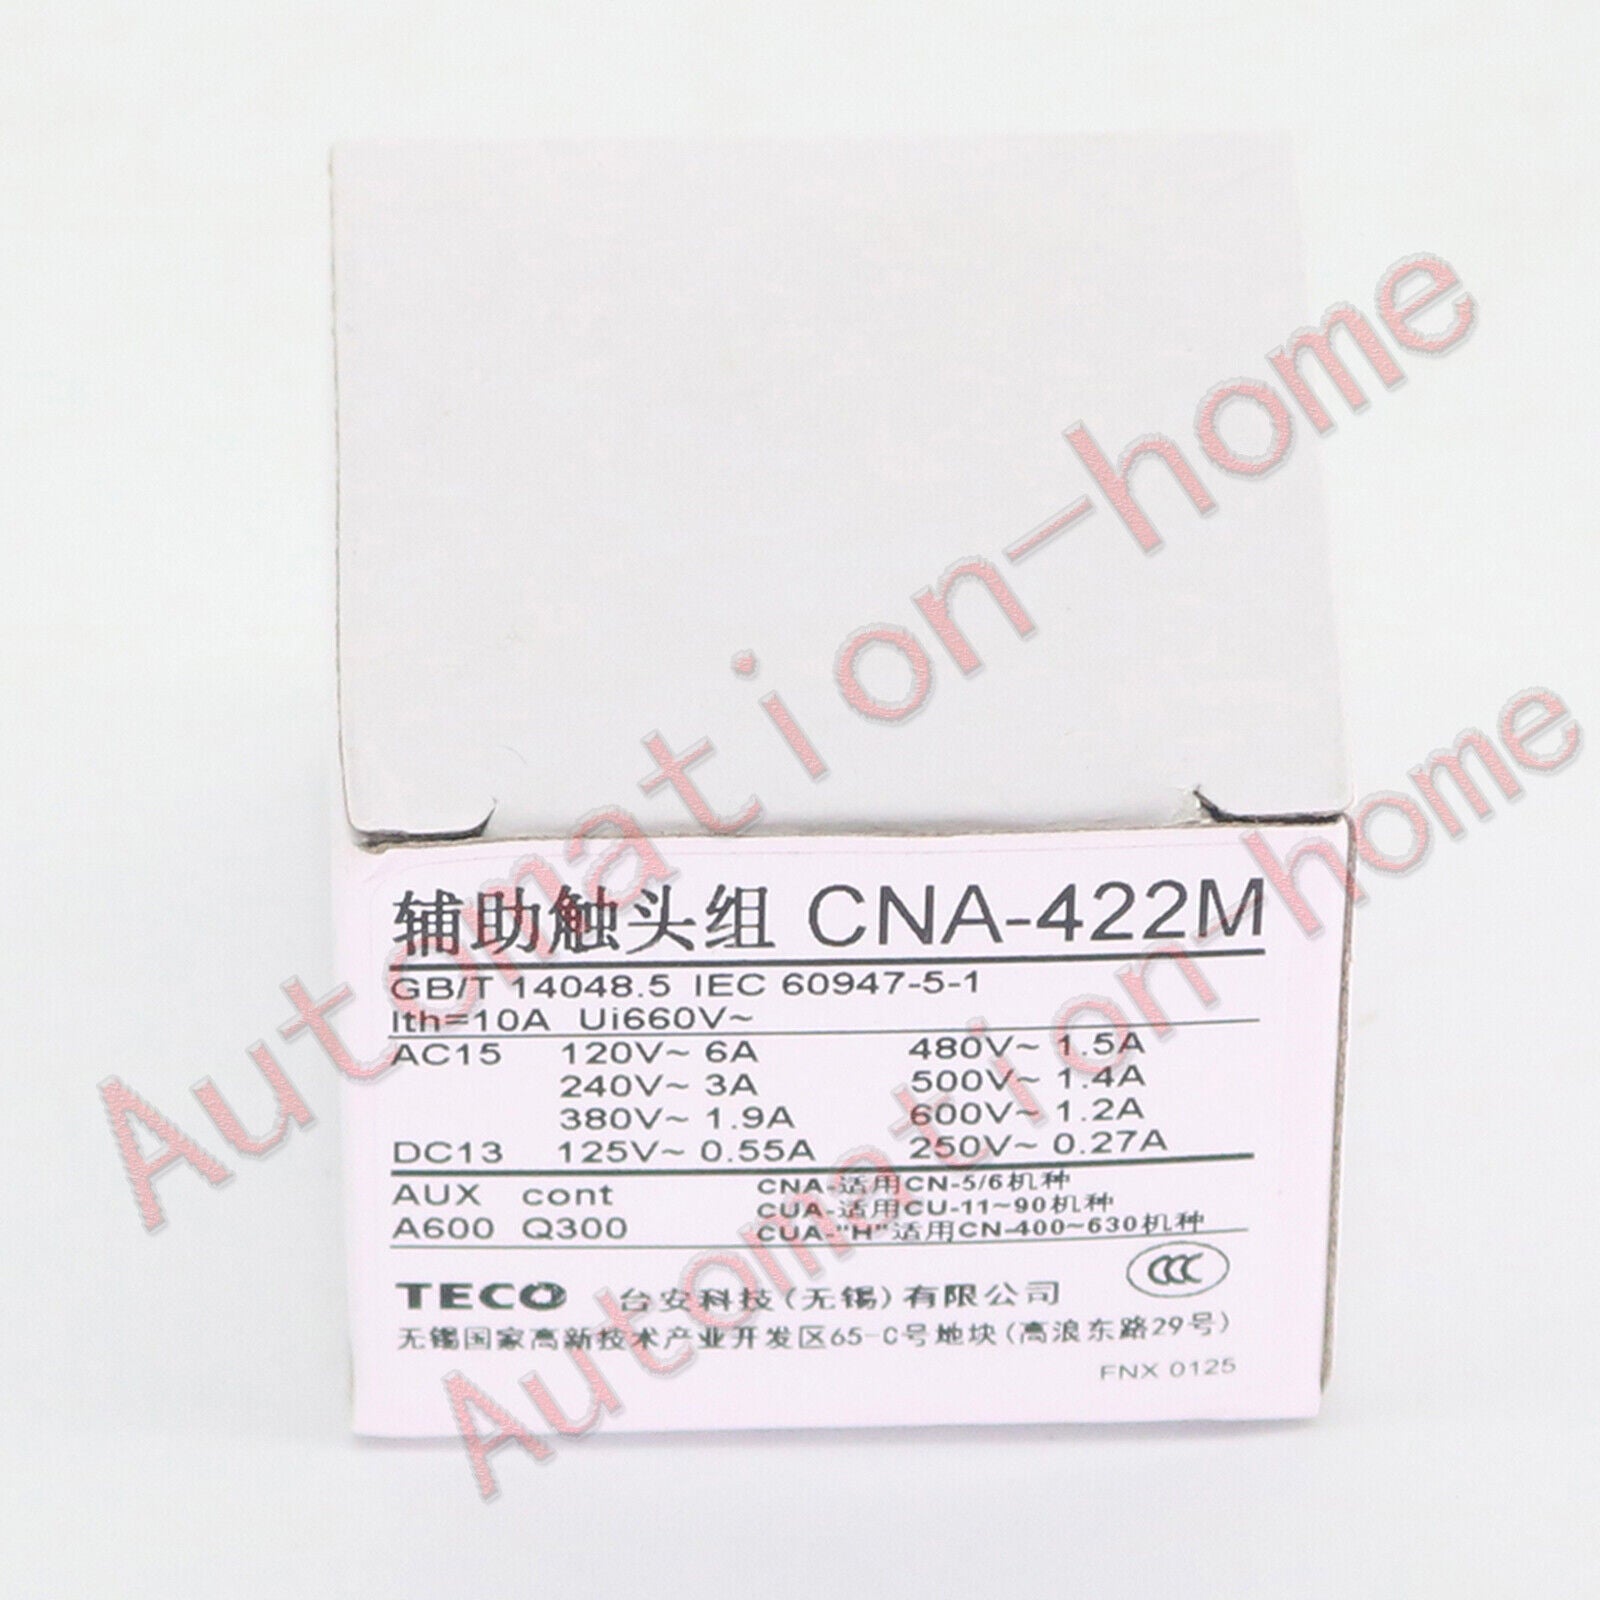 辅助触头组 CNA-422M
GB/T 14048.5 IEC 60947-5-1
Ith=10A Ui660V~
AC15 120V~ 6A 480V~ 1.5A
240V~ 3A 500V~ 1.4A
380V~ 1.9A 600V~ 1.2A
DC13 125V~ 0.55A 250V~ 0.27A
AUX cont CNA-适用CN-5/6机种
CUA-适用CU-11~90机种
A600 Q300 CUA-"H"适用CN-400~630机种
CCC
TECO 台安科技(无锡)有限公司
无锡国家高新技术产业开发区65-C号地块(高浪东路29号)
FNX 0125
Automation-home
Automation-home